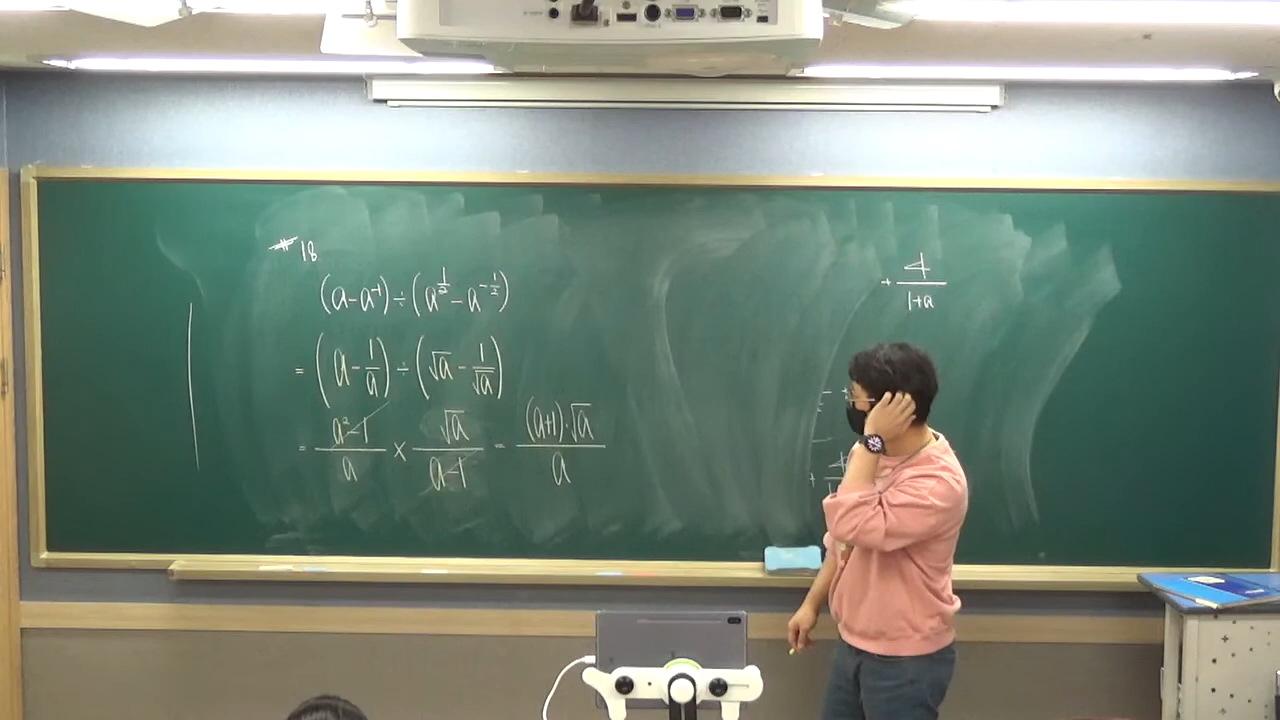 # 18
(a-a⁻¹)÷(a^{1/2}-a^{-1/2})
= (a-1/a)÷(√a-1/√a)
= (a²-1)/a × √a/(a-1) = (a+1)·√a/a
+ 4/(1+a)